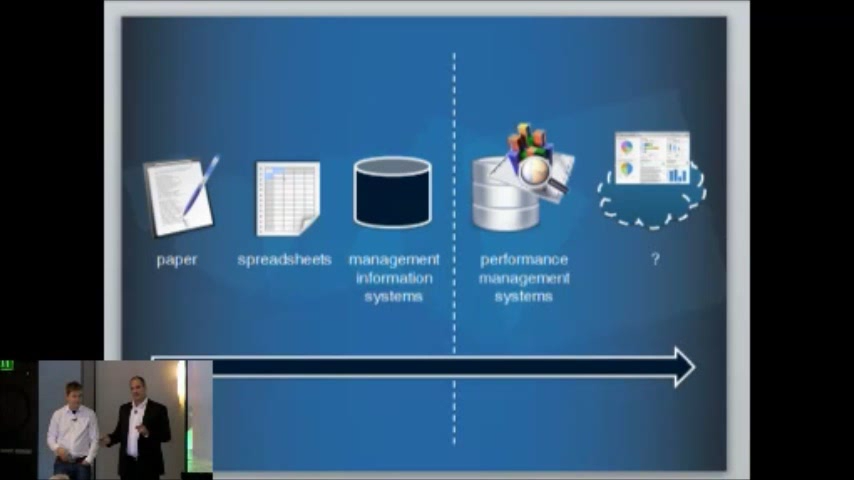 paper
spreadsheets
management
information
systems
performance
management
systems
?